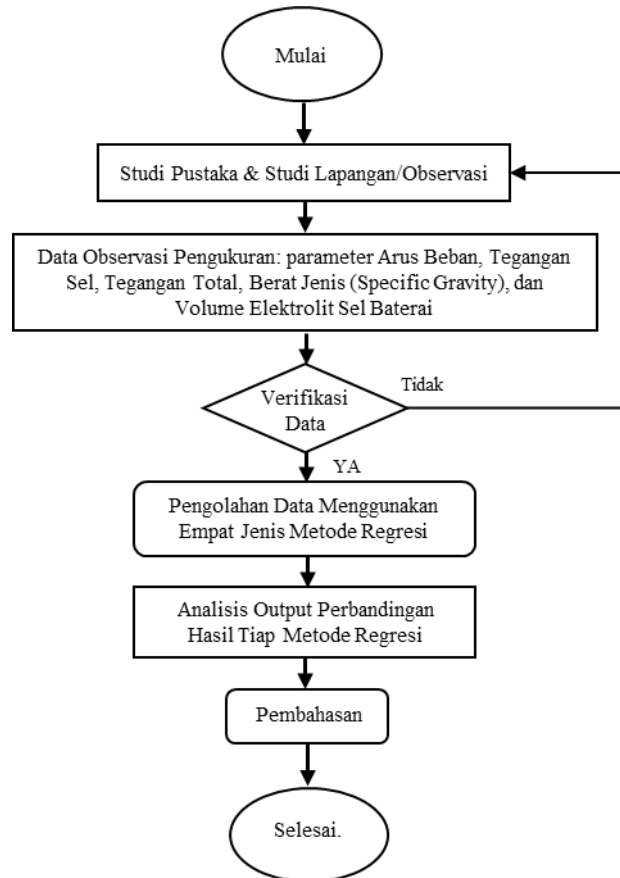 Mulai
Studi Pustaka & Studi Lapangan/Observasi
Data Observasi Pengukuran: parameter Arus Beban, Tegangan
Sel, Tegangan Total, Berat Jenis (Specific Gravity), dan
Volume Elektrolit Sel Baterai
Verifikasi
Data
Tidak
YA
Pengolahan Data Menggunakan
Empat Jenis Metode Regresi
Analisis Output Perbandingan
Hasil Tiap Metode Regresi
Pembahasan
Selesai.